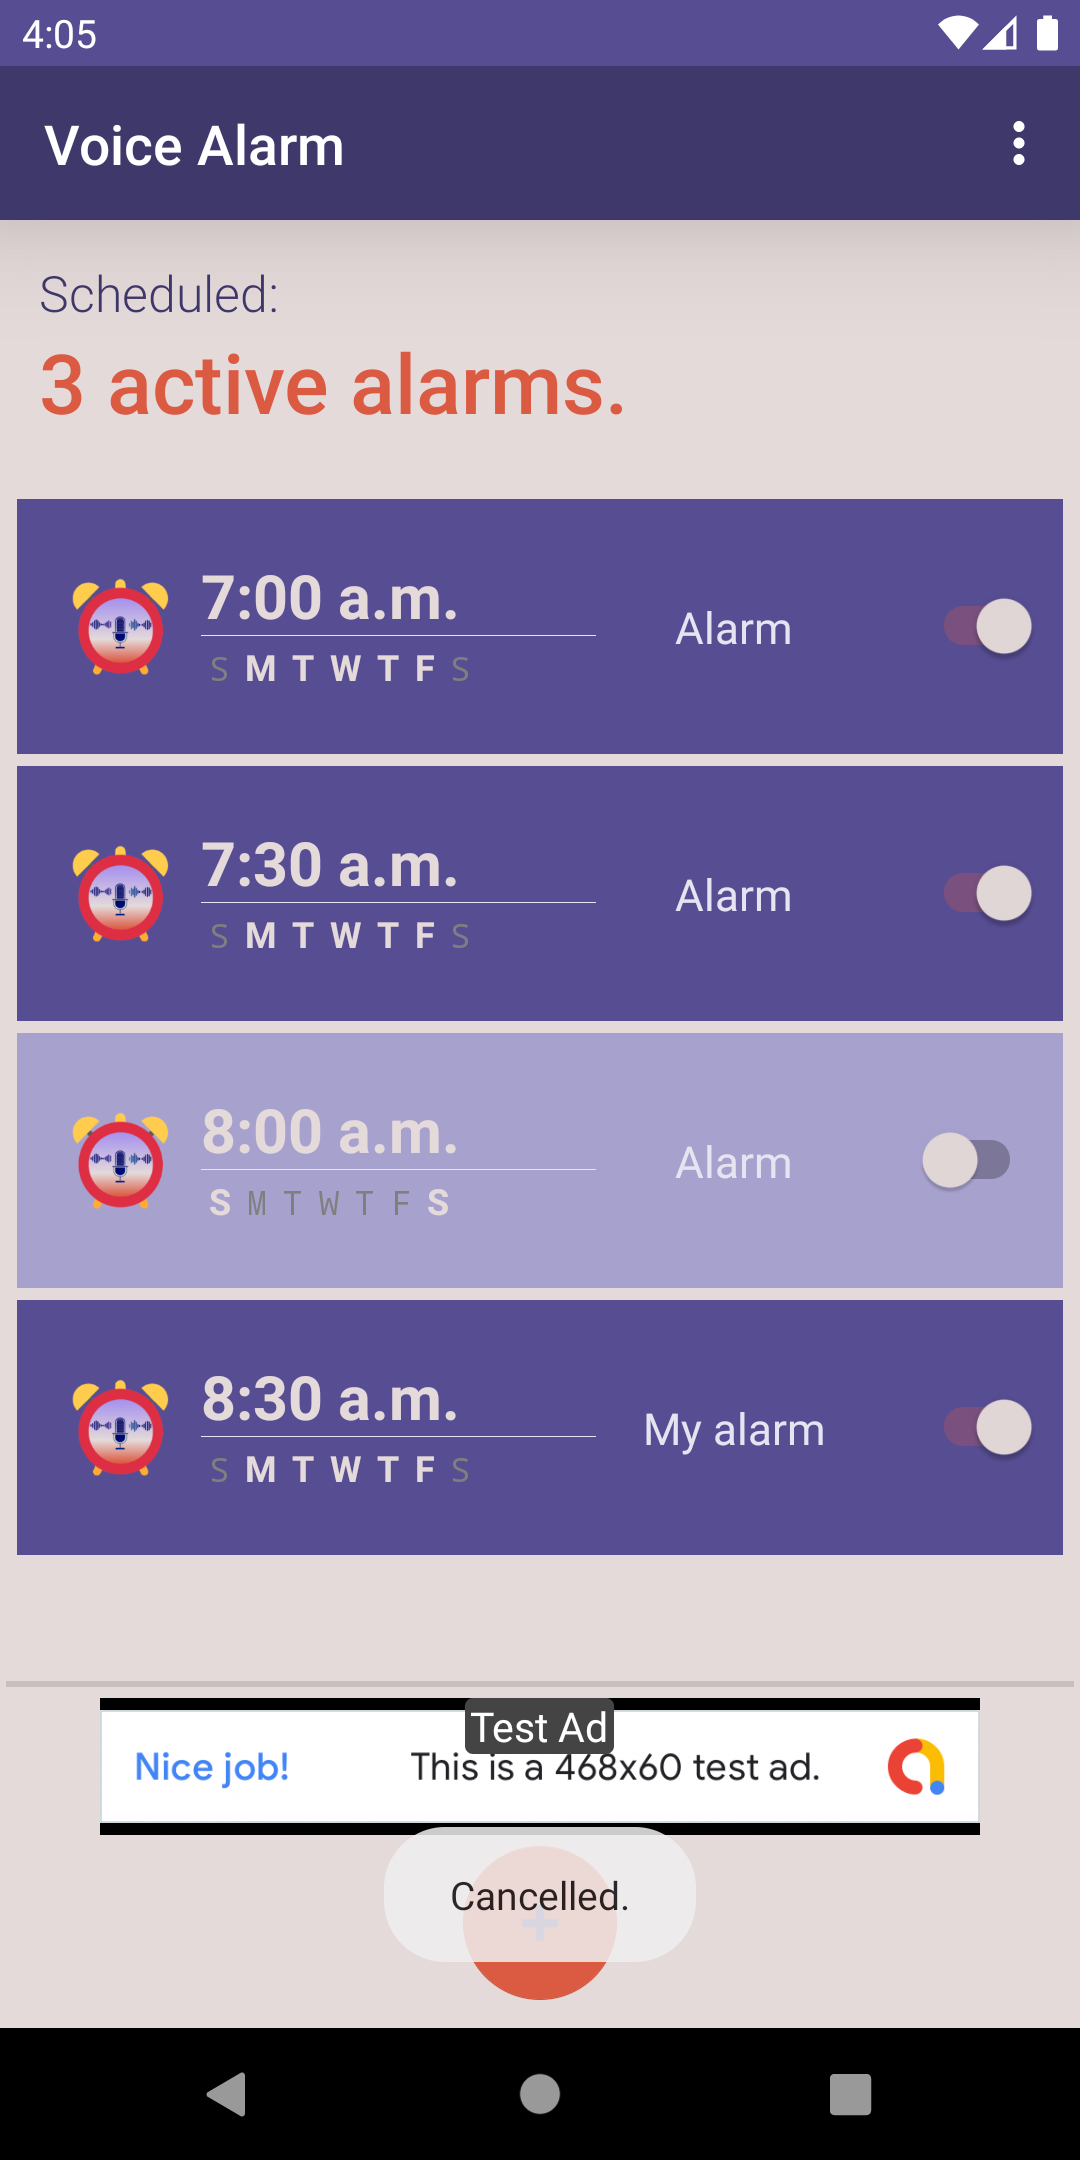 4:05
Voice Alarm
Scheduled:
3 active alarms.
7:00 a.m.
S M T W T F S
Alarm
7:30 a.m.
S M T W T F S
Alarm
8:00 a.m.
S M T W T F S
Alarm
8:30 a.m.
S M T W T F S
My alarm
Test Ad
Nice job!
This is a 468x60 test ad.
Cancelled.